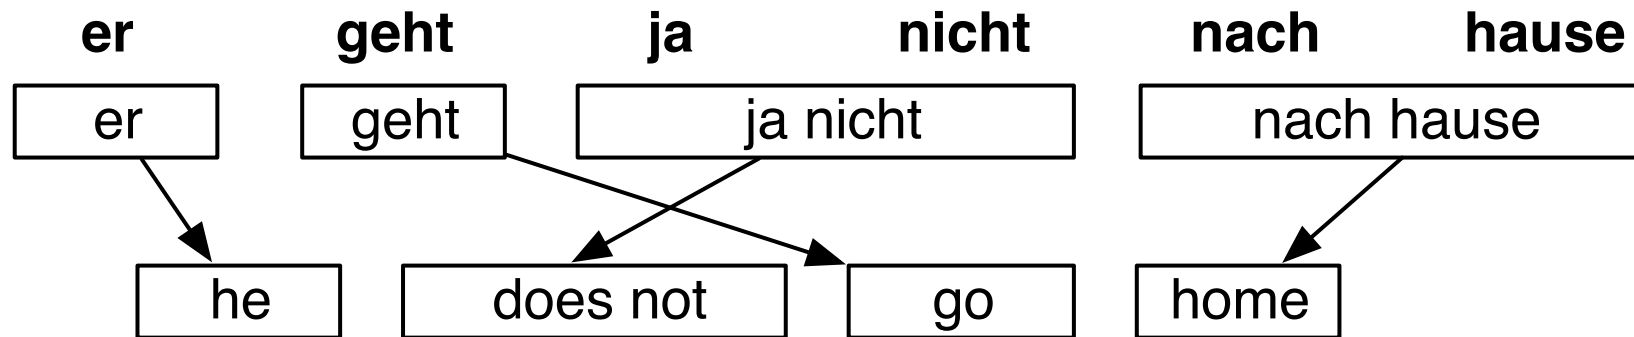 er geht ja nicht nach hause
er geht ja nicht nach hause
he does not go home